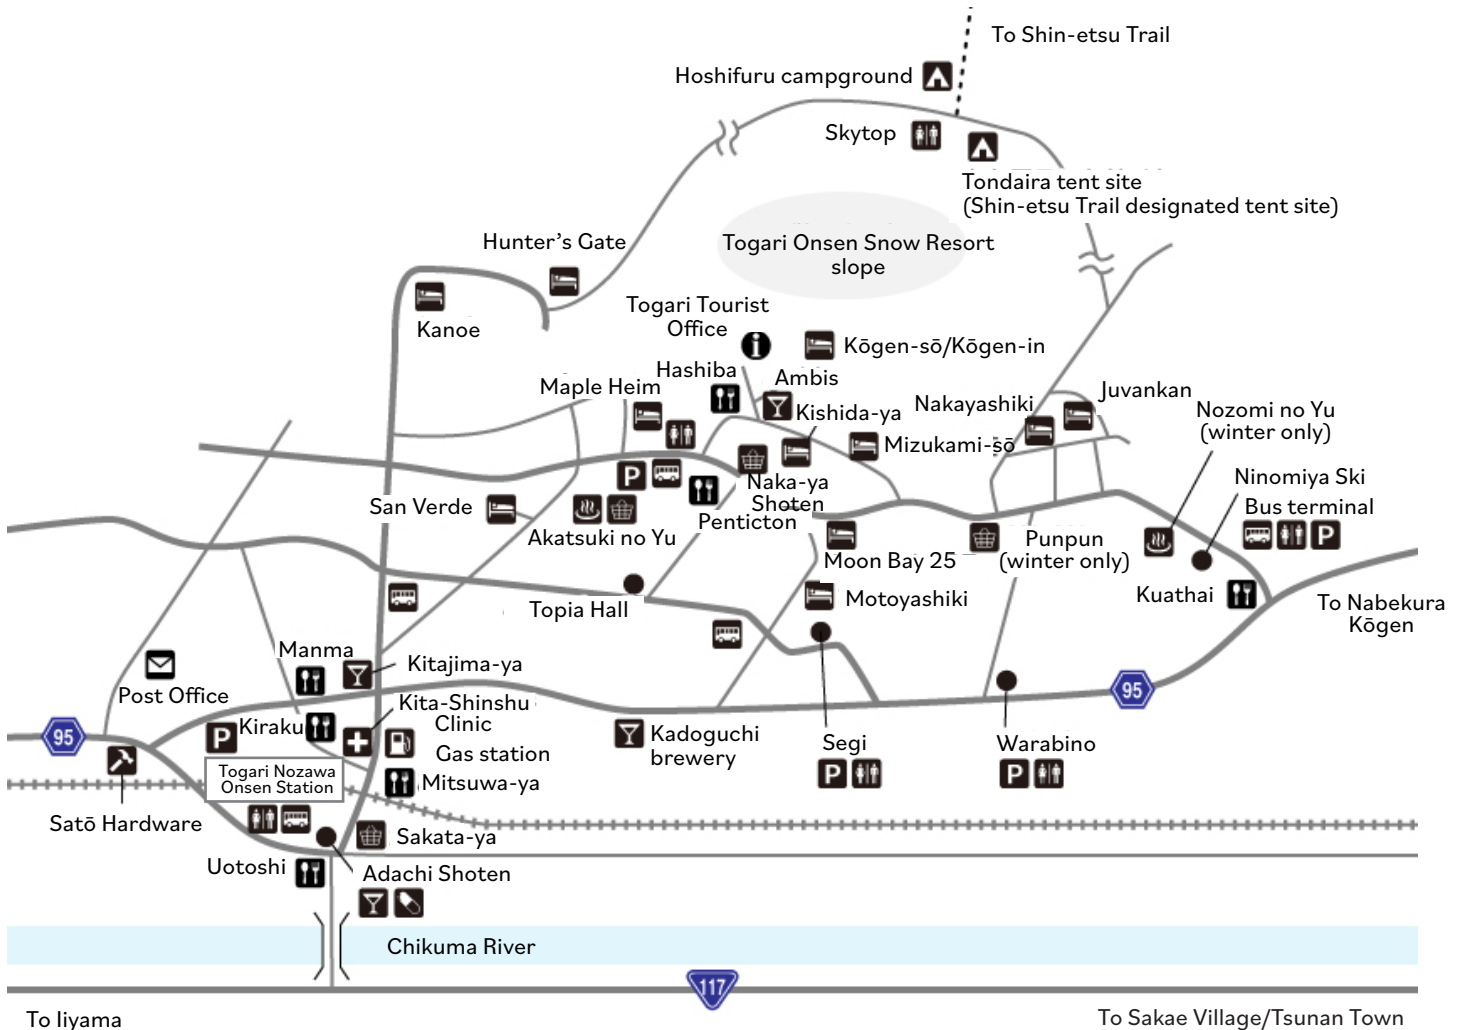 To Shin-etsu Trail
Hoshifuru campground
Skytop
Tondaira tent site
(Shin-etsu Trail designated tent site)
Hunter's Gate
Togari Onsen Snow Resort
slope
Kanoe
Togari Tourist
Office
Kōgen-sō/Kōgen-in
Hashiba
Ambis
Maple Heim
Kishida-ya
Nakayashiki
Juvankan
Nozomi no Yu
(winter only)
Mizukami-sō
Ninomiya Ski
P
Naka-ya
Shoten
San Verde
Penticton
Akatsuki no Yu
Bus terminal
P
Punpun
(winter only)
Moon Bay 25
Kuathai
Motoyashiki
To Nabekura
Kōgen
Topia Hall
Manma
Kitajima-ya
Post Office
Kita-Shinshu
Clinic
95
95
P
Kiraku
Gas station
Kadoguchi
brewery
Segi
P
Warabino
P
Togari Nozawa
Onsen Station
Mitsuwa-ya
Satō Hardware
Sakata-ya
Uotoshi
Adachi Shoten
Chikuma River
117
To Iiyama
To Sakae Village/Tsunan Town